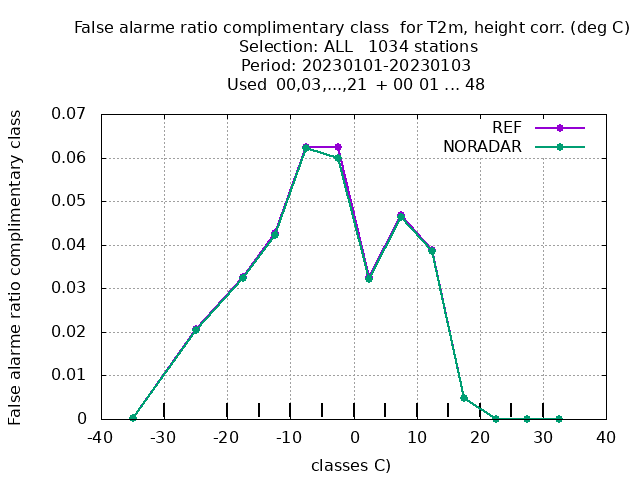 False alarme ratio complimentary class  for T2m, height corr. (deg C)
Selection: ALL   1034 stations
Period: 20230101-20230103
Used  00,03,...,21  + 00 01 ... 48
False alarme ratio complimentary class
0.07
0.06
0.05
0.04
0.03
0.02
0.01
0
REF
NORADAR
-40 -30 -20 -10 0 10 20 30 40
classes C)